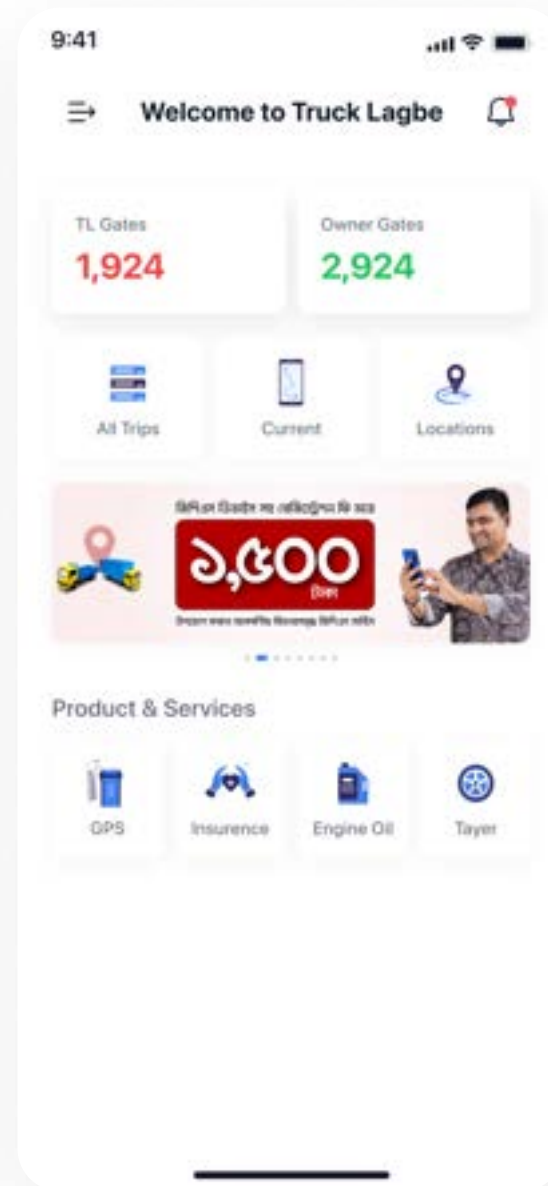 9:41
Welcome to Truck Lagbe
TL Gates
Owner Gates
1,924
2,924
All Trips
Current
Locations
১,৫০০
টাকা
Product & Services
GPS
Insurence
Engine Oil
Tayer